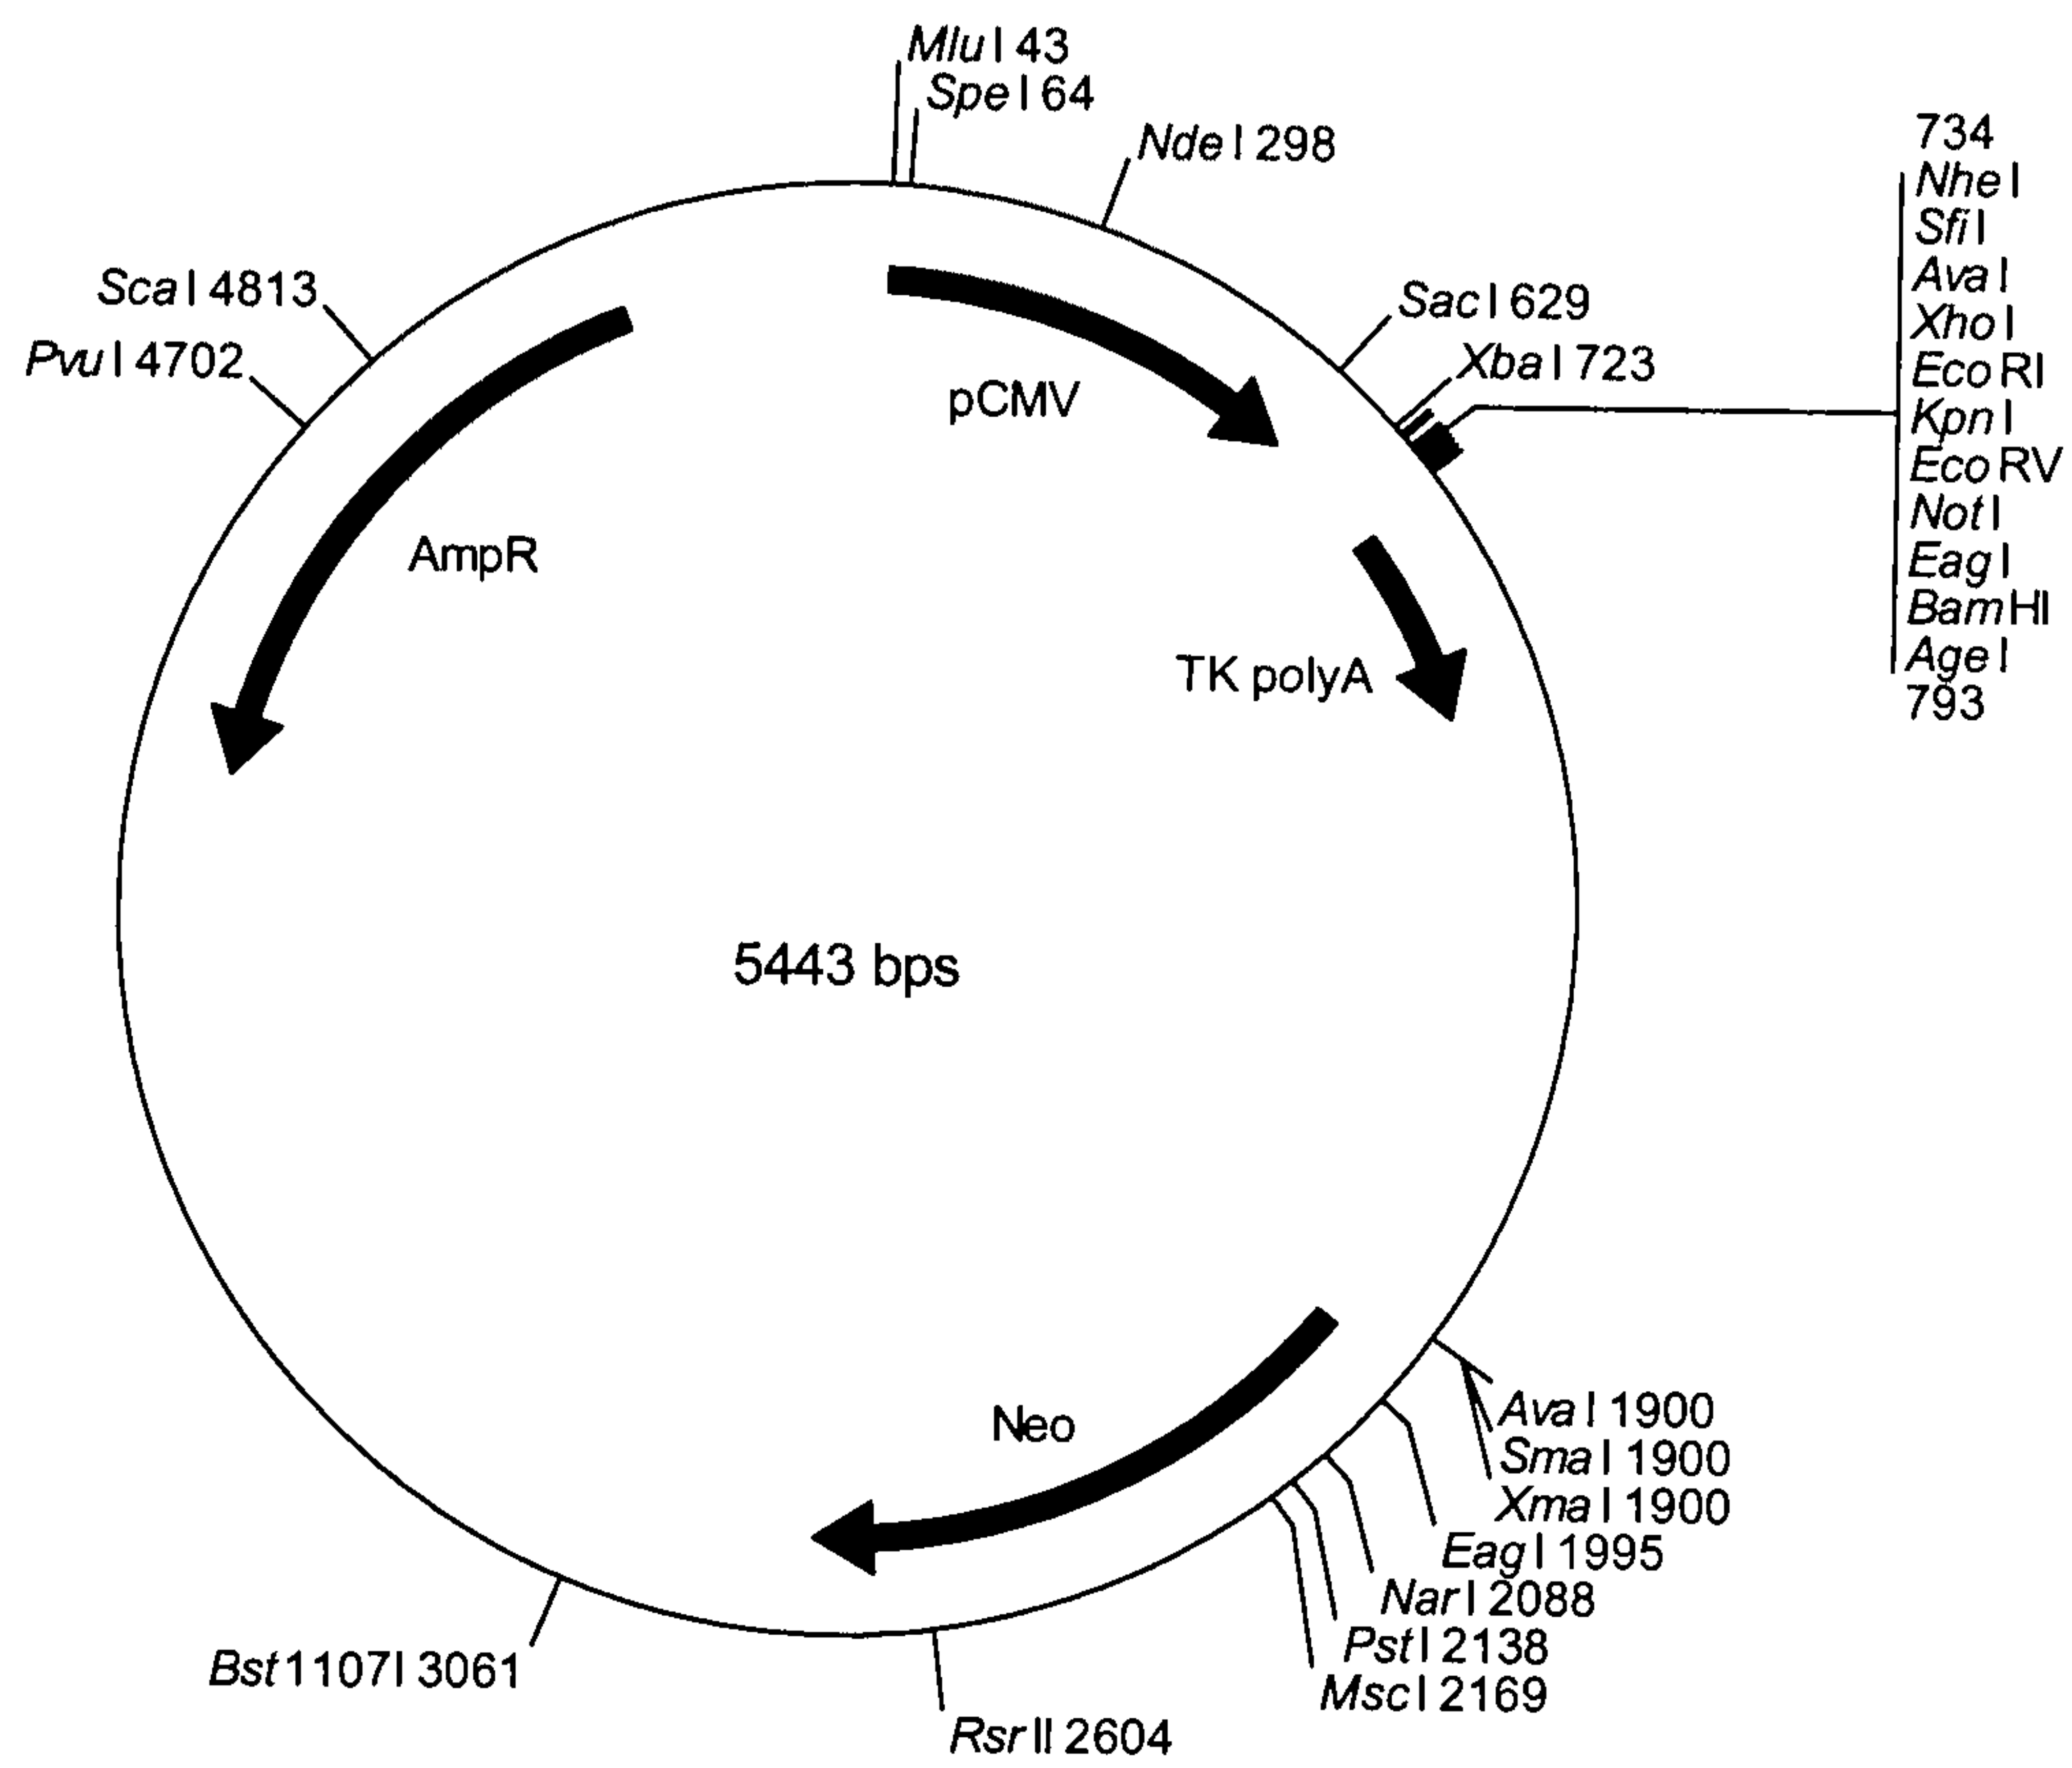 MluI 43
SpeI 64
NdeI 298
SacI 629
XbaI 723
734
NheI
SfiI
AvaI
XhoI
EcoRI
KpnI
EcoRV
NotI
EagI
BamHI
AgeI
793
ScaI 4813
PvuI 4702
pCMV
AmpR
TK polyA
5443 bps
Neo
AvaI 1900
SmaI 1900
XmaI 1900
EagI 1995
NarI 2088
PstI 2138
MscI 2169
RsrII 2604
Bst1107I 3061